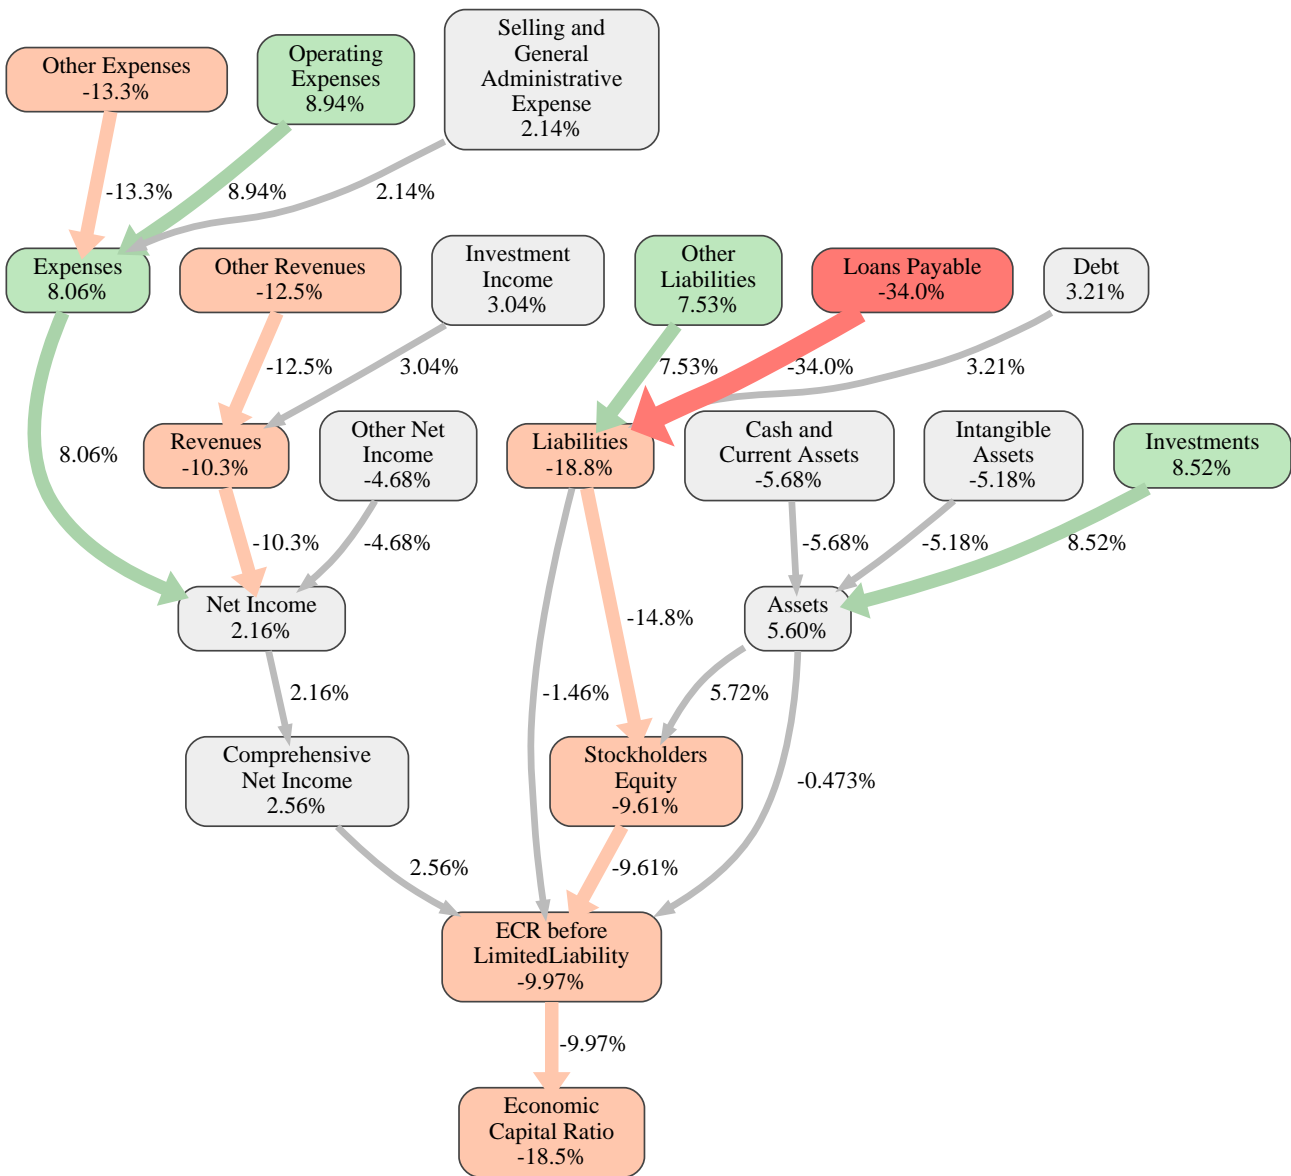 Selling and
General
Administrative
Expense
2.14%
Other Expenses
-13.3%
Operating
Expenses
8.94%
-13.3%
8.94%
2.14%
Expenses
8.06%
Other Revenues
-12.5%
Investment
Income
3.04%
Other
Liabilities
7.53%
Loans Payable
-34.0%
Debt
3.21%
-12.5%
3.04%
7.53%
-34.0%
3.21%
8.06%
Revenues
-10.3%
Other Net
Income
-4.68%
Liabilities
-18.8%
Cash and
Current Assets
-5.68%
Intangible
Assets
-5.18%
Investments
8.52%
-10.3%
-4.68%
-5.68%
-5.18%
8.52%
Net Income
2.16%
-14.8%
Assets
5.60%
2.16%
-1.46%
5.72%
Comprehensive
Net Income
2.56%
Stockholders
Equity
-9.61%
-0.473%
2.56%
-9.61%
ECR before
LimitedLiability
-9.97%
-9.97%
Economic
Capital Ratio
-18.5%